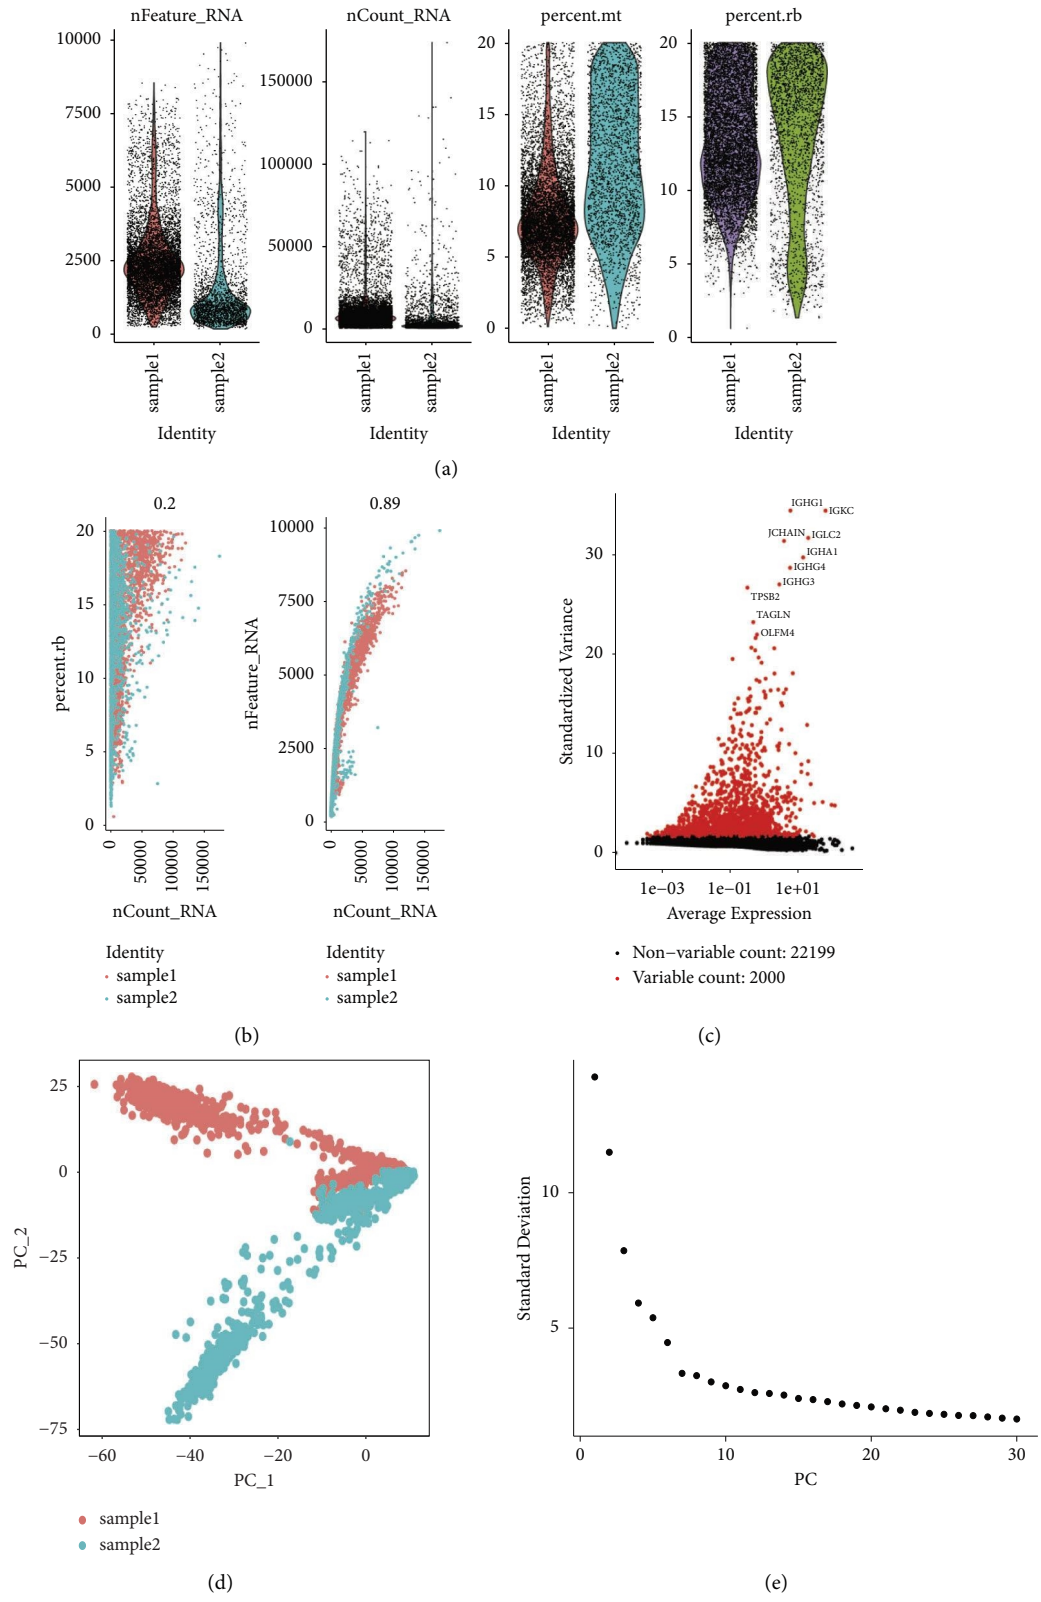 nFeature_RNA
nCount_RNA
percent.mt
percent.rb
10000
7500
5000
2500
0
sample1
sample2
Identity
150000
100000
50000
0
sample1
sample2
Identity
20
15
10
5
0
sample1
sample2
Identity
20
15
10
5
0
sample1
sample2
Identity
(a)
0.2
percent.rb
20
15
10
5
0
0
50000
100000
150000
nCount_RNA
Identity
sample1
sample2
0.89
nFeature_RNA
10000
7500
5000
2500
0
0
50000
100000
150000
nCount_RNA
Identity
sample1
sample2
(b)
Standardized Variance
30
20
10
0
IGHG1
IGKC
JCHAIN
IGLC2
IGHA1
IGHG4
IGHG3
TPSB2
TAGLN
OLFM4
1e−03
1e−01
1e+01
Average Expression
Non−variable count: 22199
Variable count: 2000
(c)
PC_2
25
0
−25
−50
−75
−60
−40
−20
0
PC_1
sample1
sample2
(d)
Standard Deviation
10
5
0
10
20
30
PC
(e)